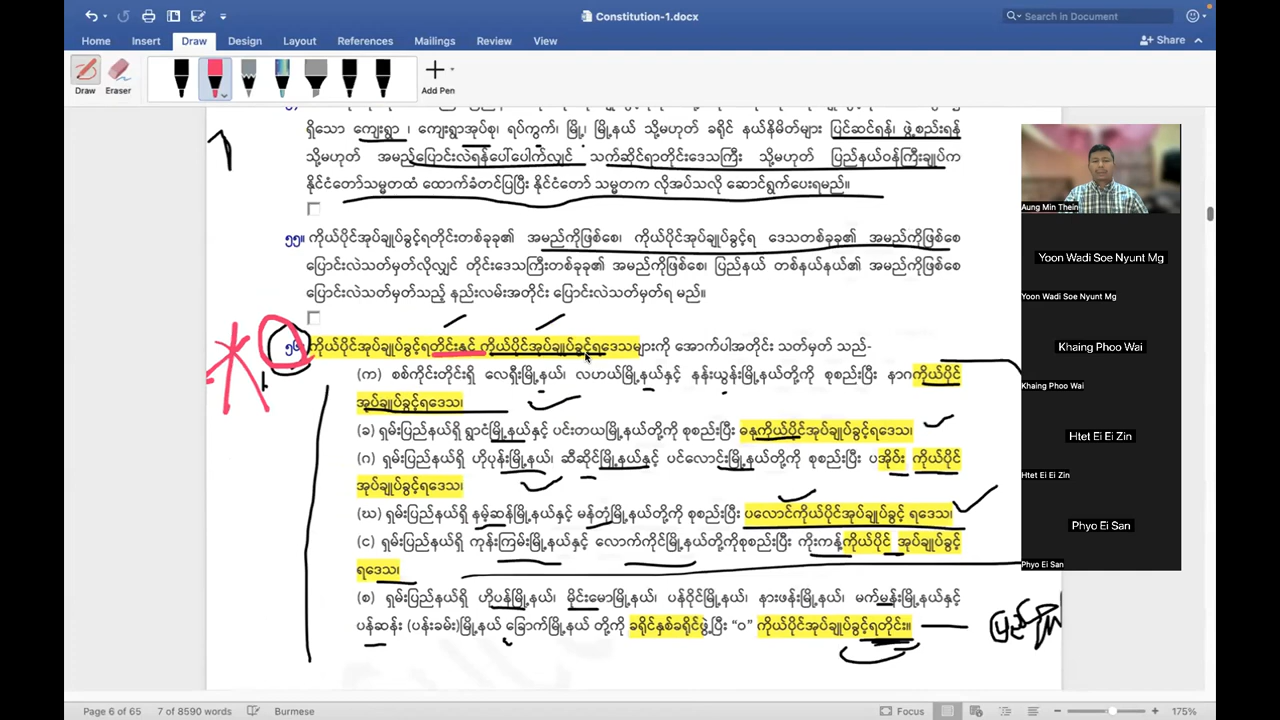 Constitution-1.docx
Search in Document
Home Insert Draw Design Layout References Mailings Review View
Share
Draw Eraser Add Pen
ရှိသော ကျေးရွာ ၊ ကျေးရွာအုပ်စု၊ ရပ်ကွက်၊ မြို့၊ မြို့နယ် သို့မဟုတ် ခရိုင် နယ်နိမိတ်များ ပြင်ဆင်ရန်၊ ဖွဲ့စည်းရန်
သို့မဟုတ် အမည်ပြောင်းလဲရန်ပေါ်ပေါက်လျှင် သက်ဆိုင်ရာတိုင်းဒေသကြီး သို့မဟုတ် ပြည်နယ်ဝန်ကြီးချုပ်က
နိုင်ငံတော်သမ္မတထံ ထောက်ခံတင်ပြပြီး နိုင်ငံတော် သမ္မတက လိုအပ်သလို ဆောင်ရွက်ပေးရမည်။
၅၅။ ကိုယ်ပိုင်အုပ်ချုပ်ခွင့်ရတိုင်းတစ်ခုခု၏ အမည်ကိုဖြစ်စေ၊ ကိုယ်ပိုင်အုပ်ချုပ်ခွင့်ရ ဒေသတစ်ခုခု၏ အမည်ကိုဖြစ်စေ
ပြောင်းလဲသတ်မှတ်လိုလျှင် တိုင်းဒေသကြီးတစ်ခုခု၏ အမည်ကိုဖြစ်စေ၊ ပြည်နယ် တစ်နယ်နယ်၏ အမည်ကိုဖြစ်စေ
ပြောင်းလဲသတ်မှတ်သည့် နည်းလမ်းအတိုင်း ပြောင်းလဲသတ်မှတ်ရ မည်။
၅၆။ ကိုယ်ပိုင်အုပ်ချုပ်ခွင့်ရတိုင်းနှင့် ကိုယ်ပိုင်အုပ်ချုပ်ခွင့်ရဒေသများကို အောက်ပါအတိုင်း သတ်မှတ် သည်-
(က) စစ်ကိုင်းတိုင်းရှိ လေရှီးမြို့နယ်၊ လဟယ်မြို့နယ်နှင့် နန်းယွန်းမြို့နယ်တို့ကို စုစည်းပြီး နာဂကိုယ်ပိုင်
အုပ်ချုပ်ခွင့်ရဒေသ၊
(ခ) ရှမ်းပြည်နယ်ရှိ ရွာငံမြို့နယ်နှင့် ပင်းတယမြို့နယ်တို့ကို စုစည်းပြီး ဓနုကိုယ်ပိုင်အုပ်ချုပ်ခွင့်ရဒေသ၊
(ဂ) ရှမ်းပြည်နယ်ရှိ ဟိုပုန်းမြို့နယ်၊ ဆီဆိုင်မြို့နယ်နှင့် ပင်လောင်းမြို့နယ်တို့ကို စုစည်းပြီး ပအိုဝ်း ကိုယ်ပိုင်
အုပ်ချုပ်ခွင့်ရဒေသ၊
(ဃ) ရှမ်းပြည်နယ်ရှိ နမ့်ဆန်မြို့နယ်နှင့် မန်တုံမြို့နယ်တို့ကို စုစည်းပြီး ပလောင်ကိုယ်ပိုင်အုပ်ချုပ်ခွင့် ရဒေသ၊
(င) ရှမ်းပြည်နယ်ရှိ ကုန်းကြမ်းမြို့နယ်နှင့် လောက်ကိုင်မြို့နယ်တို့ကိုစုစည်းပြီး ကိုးကန့်ကိုယ်ပိုင် အုပ်ချုပ်ခွင့်
ရဒေသ၊
(စ) ရှမ်းပြည်နယ်ရှိ ဟိုပန်မြို့နယ်၊ မိုင်းမောမြို့နယ်၊ ပန်ဝိုင်မြို့နယ်၊ နားဖန်းမြို့နယ်၊ မက်မန်းမြို့နယ်နှင့်
ပန်ဆန်း (ပန်းခမ်း)မြို့နယ် ခြောက်မြို့နယ် တို့ကို ခရိုင်နှစ်ခရိုင်ဖွဲ့ပြီး “ဝ” ကိုယ်ပိုင်အုပ်ချုပ်ခွင့်ရတိုင်း။
Aung Min Thein
Yoon Wadi Soe Nyunt Mg
Yoon Wadi Soe Nyunt Mg
Khaing Phoo Wai
Khaing Phoo Wai
Htet Ei Ei Zin
Htet Ei Ei Zin
Phyo Ei San
Phyo Ei San
Page 6 of 65 7 of 8590 words Burmese Focus 175%